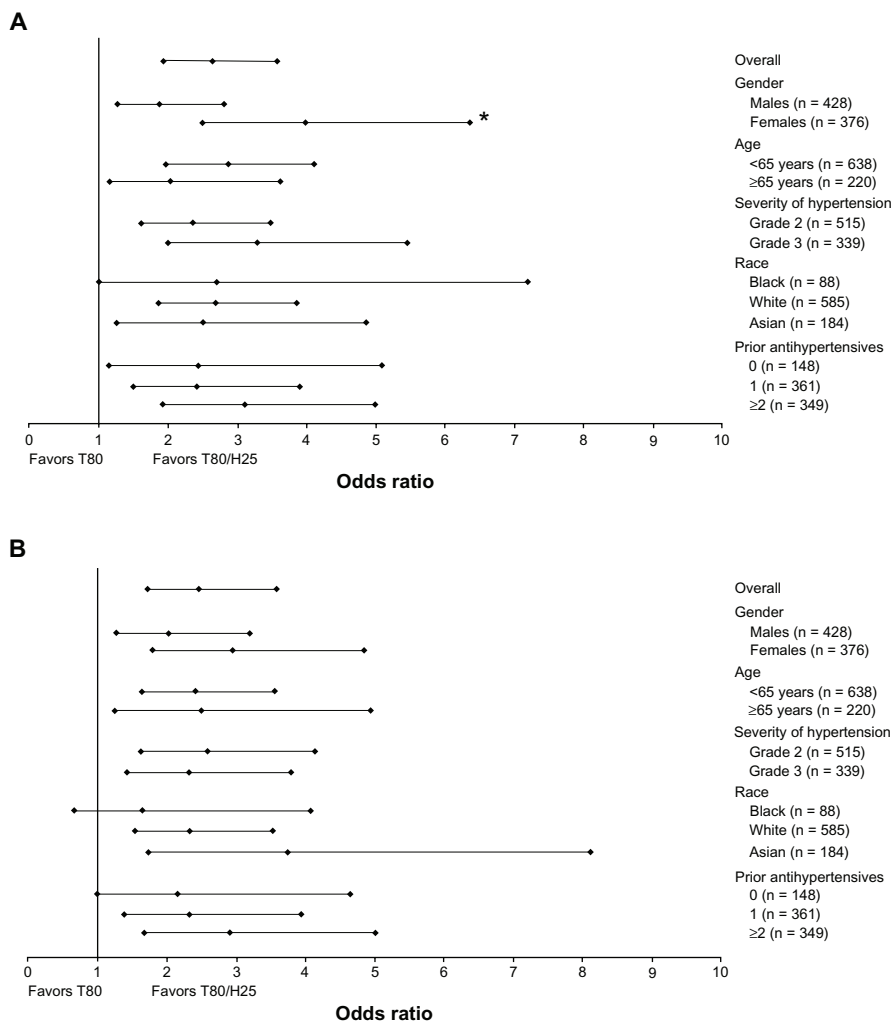 A
Overall
Gender
Males (n = 428)
Females (n = 376)
*
Age
<65 years (n = 638)
≥65 years (n = 220)
Severity of hypertension
Grade 2 (n = 515)
Grade 3 (n = 339)
Race
Black (n = 88)
White (n = 585)
Asian (n = 184)
Prior antihypertensives
0 (n = 148)
1 (n = 361)
≥2 (n = 349)
0 1 2 3 4 5 6 7 8 9 10
Favors T80 Favors T80/H25
Odds ratio
B
Overall
Gender
Males (n = 428)
Females (n = 376)
Age
<65 years (n = 638)
≥65 years (n = 220)
Severity of hypertension
Grade 2 (n = 515)
Grade 3 (n = 339)
Race
Black (n = 88)
White (n = 585)
Asian (n = 184)
Prior antihypertensives
0 (n = 148)
1 (n = 361)
≥2 (n = 349)
0 1 2 3 4 5 6 7 8 9 10
Favors T80 Favors T80/H25
Odds ratio